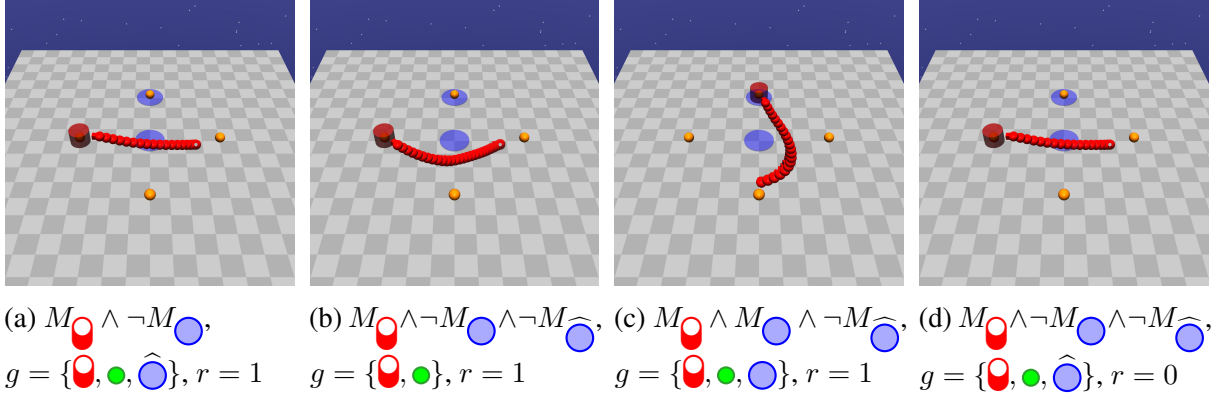 (a) M ∧ ¬M ,
g = { , , ^}, r = 1
(b) M ∧¬M ∧¬M^,
g = { , }, r = 1
(c) M ∧ M ∧ ¬M^,
g = { , , }, r = 1
(d) M ∧¬M ∧¬M^,
g = { , , ^}, r = 0